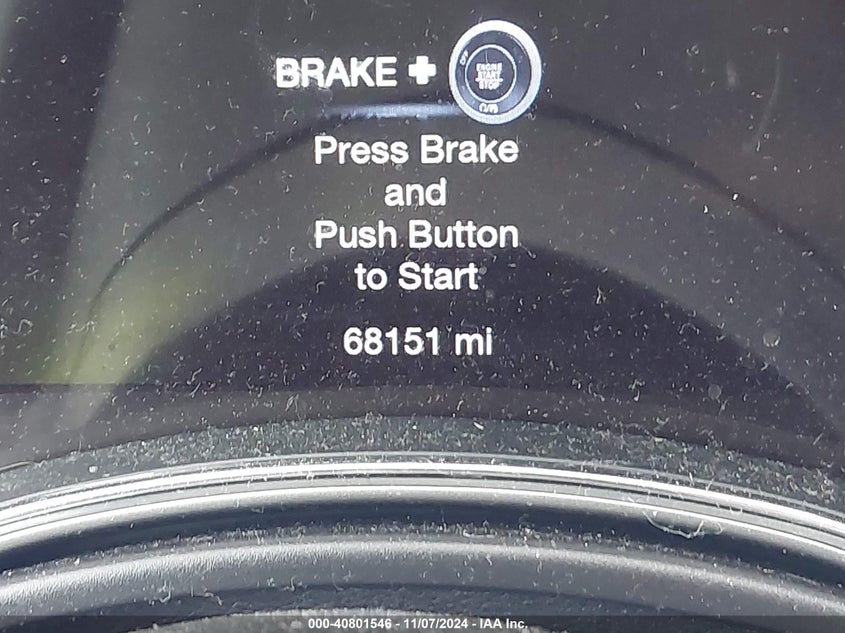 BRAKE +
OFF
ENGINE
START
STOP
Press Brake
and
Push Button
to Start
68151 mi
000-40801546 - 11/07/2024 - IAA Inc.